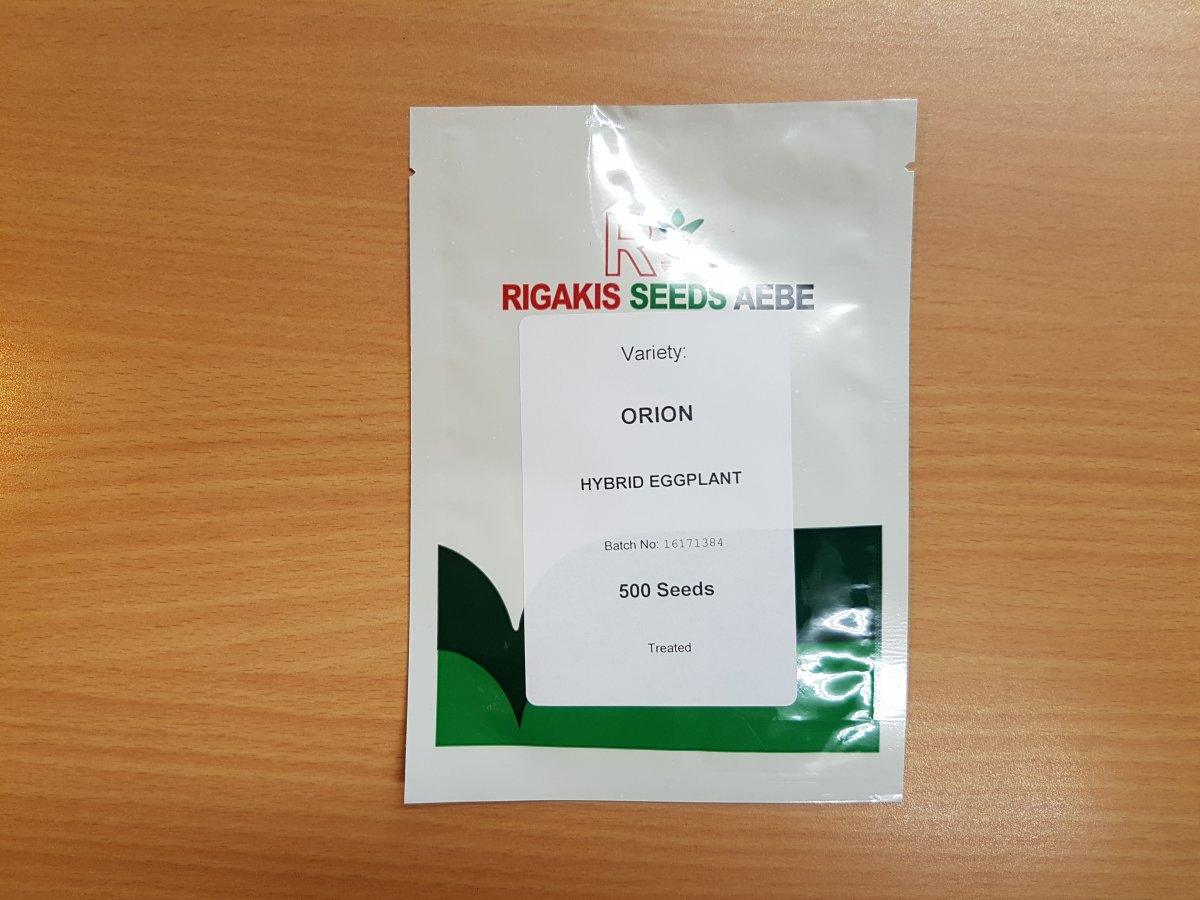 R
RIGAKIS SEEDS AEBE
Variety:
ORION
HYBRID EGGPLANT
Batch No: 16171384
500 Seeds
Treated